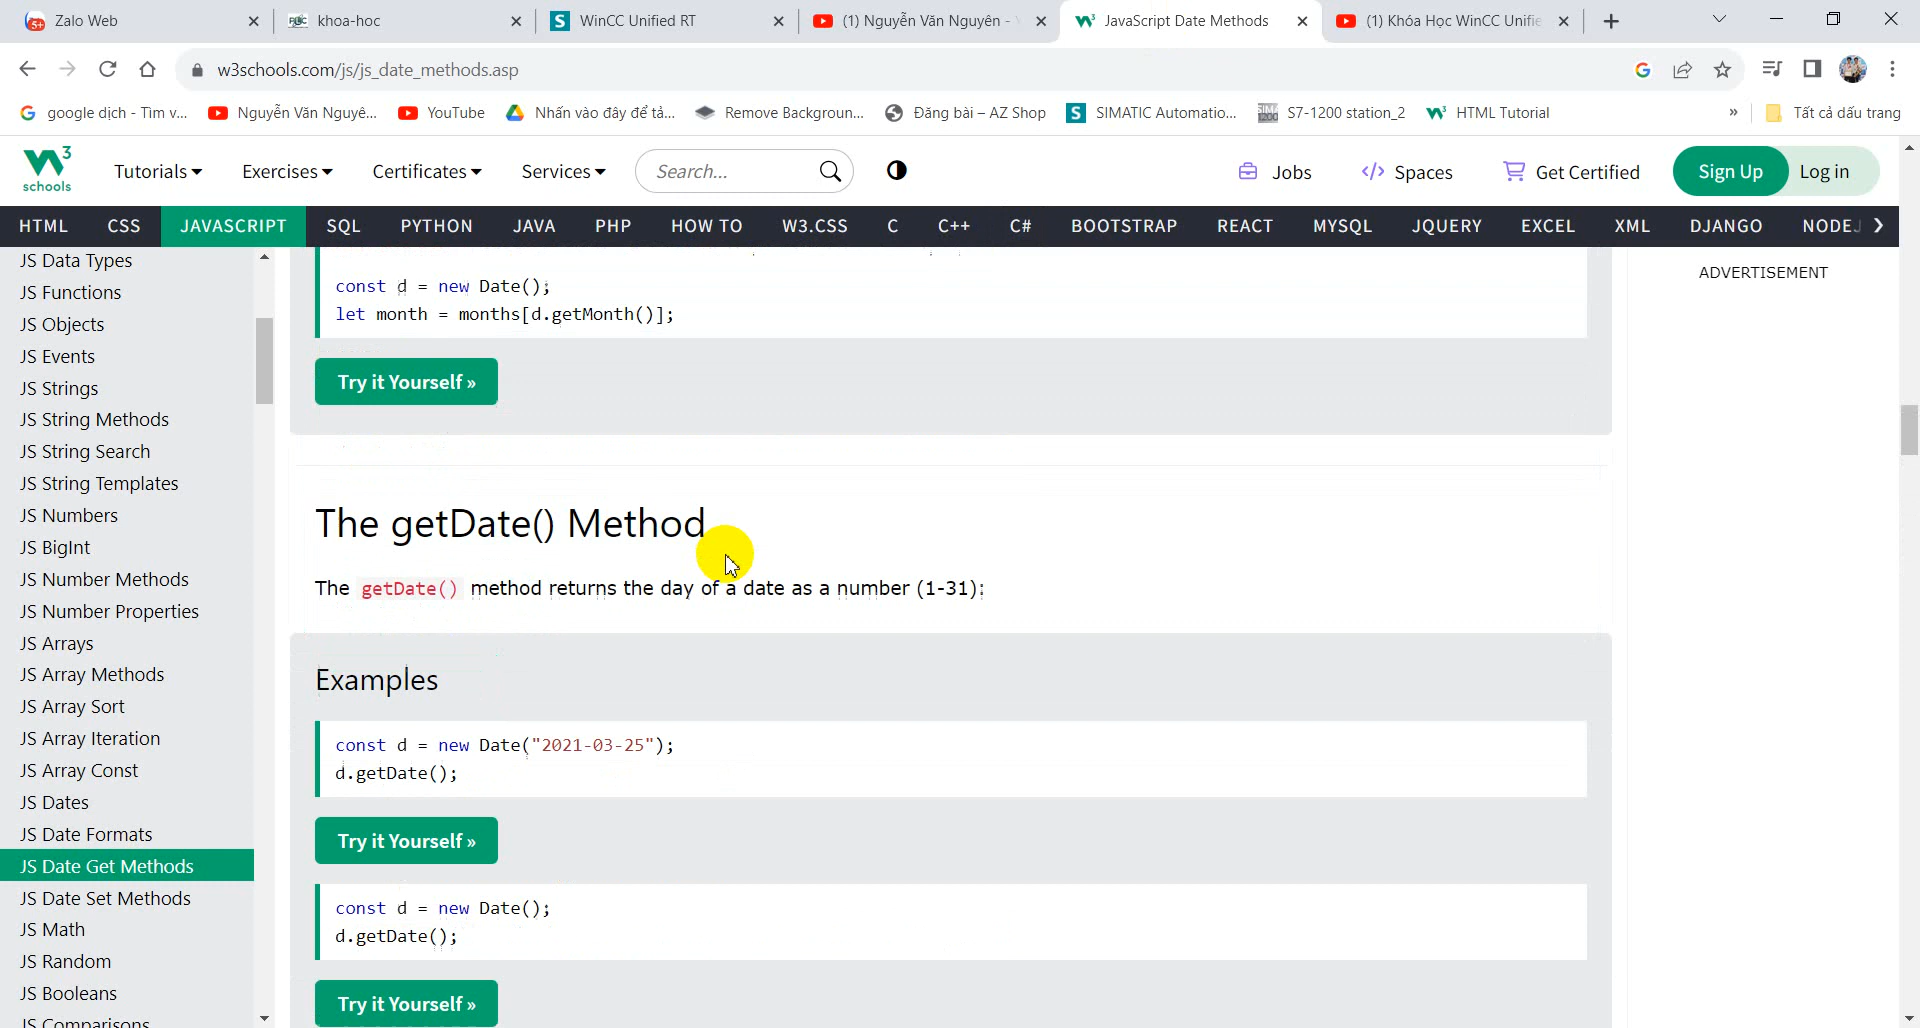 Zalo Web
khoa-hoc
WinCC Unified RT
(1) Nguyễn Văn Nguyên -
JavaScript Date Methods
(1) Khóa Học WinCC Unifie
w3schools.com/js/js_date_methods.asp
google dịch - Tìm v...
Nguyễn Văn Nguyê...
YouTube
Nhấn vào đây để tả...
Remove Backgroun...
Đăng bài – AZ Shop
SIMATIC Automatio...
S7-1200 station_2
HTML Tutorial
»
Tất cả dấu trang
schools
Tutorials
Exercises
Certificates
Services
Search...
Jobs
Spaces
Get Certified
Sign Up
Log in
HTML
CSS
JAVASCRIPT
SQL
PYTHON
JAVA
PHP
HOW TO
W3.CSS
C
C++
C#
BOOTSTRAP
REACT
MYSQL
JQUERY
EXCEL
XML
DJANGO
NODEJ
JS Data Types
JS Functions
JS Objects
JS Events
JS Strings
JS String Methods
JS String Search
JS String Templates
JS Numbers
JS BigInt
JS Number Methods
JS Number Properties
JS Arrays
JS Array Methods
JS Array Sort
JS Array Iteration
JS Array Const
JS Dates
JS Date Formats
JS Date Get Methods
JS Date Set Methods
JS Math
JS Random
JS Booleans
JS Comparisons
const d = new Date();
let month = months[d.getMonth()];
Try it Yourself »
The getDate() Method
The getDate() method returns the day of a date as a number (1-31):
Examples
const d = new Date("2021-03-25");
d.getDate();
Try it Yourself »
const d = new Date();
d.getDate();
Try it Yourself »
ADVERTISEMENT